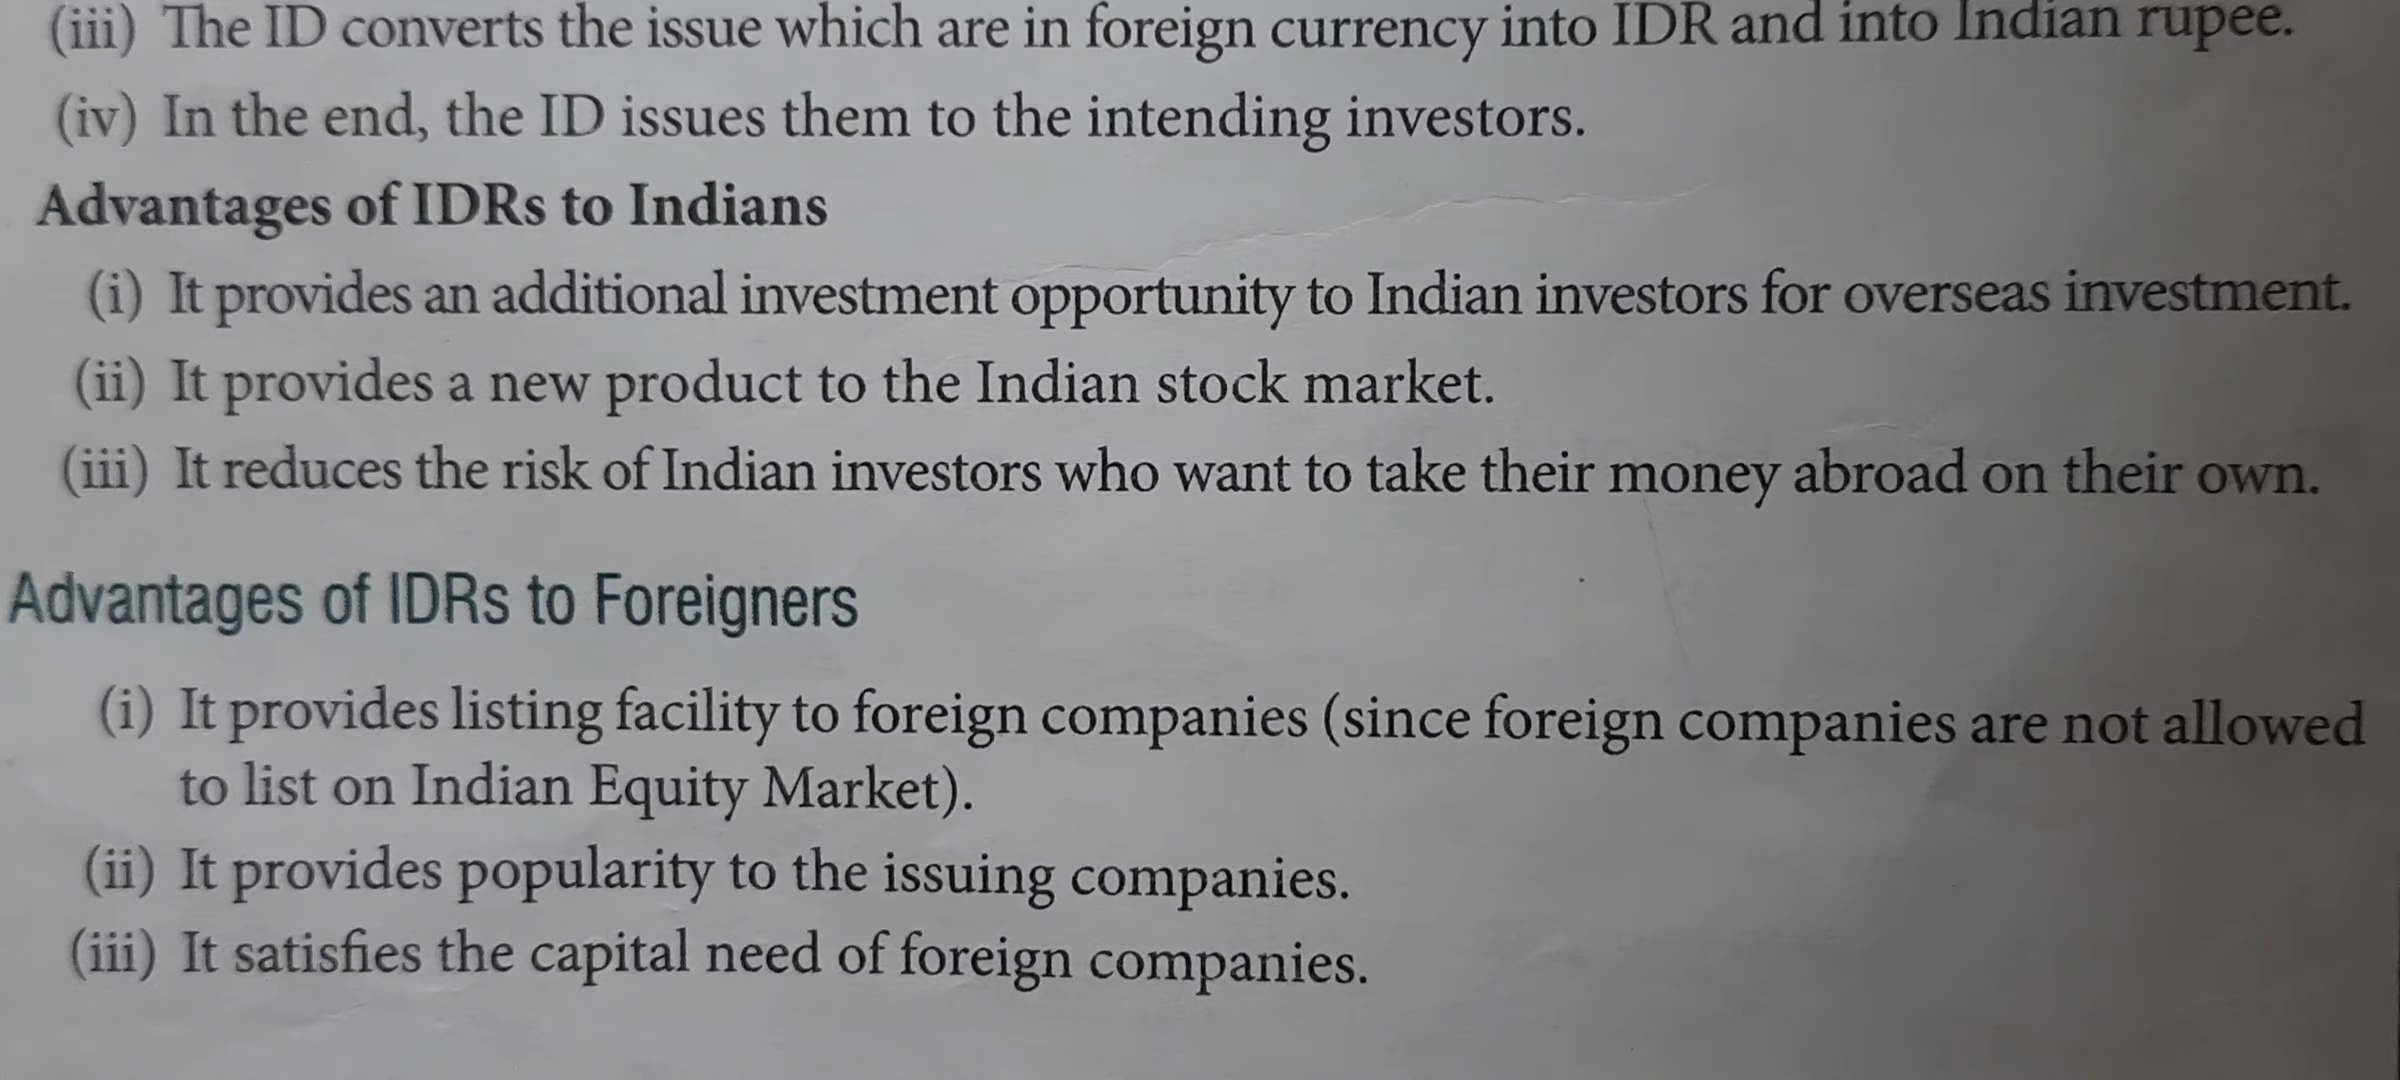 (iii) The ID converts the issue which are in foreign currency into IDR and into Indian rupee.
(iv) In the end, the ID issues them to the intending investors.
Advantages of IDRs to Indians
(i) It provides an additional investment opportunity to Indian investors for overseas investment.
(ii) It provides a new product to the Indian stock market.
(iii) It reduces the risk of Indian investors who want to take their money abroad on their own.
Advantages of IDRs to Foreigners
(i) It provides listing facility to foreign companies (since foreign companies are not allowed
to list on Indian Equity Market).
(ii) It provides popularity to the issuing companies.
(iii) It satisfies the capital need of foreign companies.